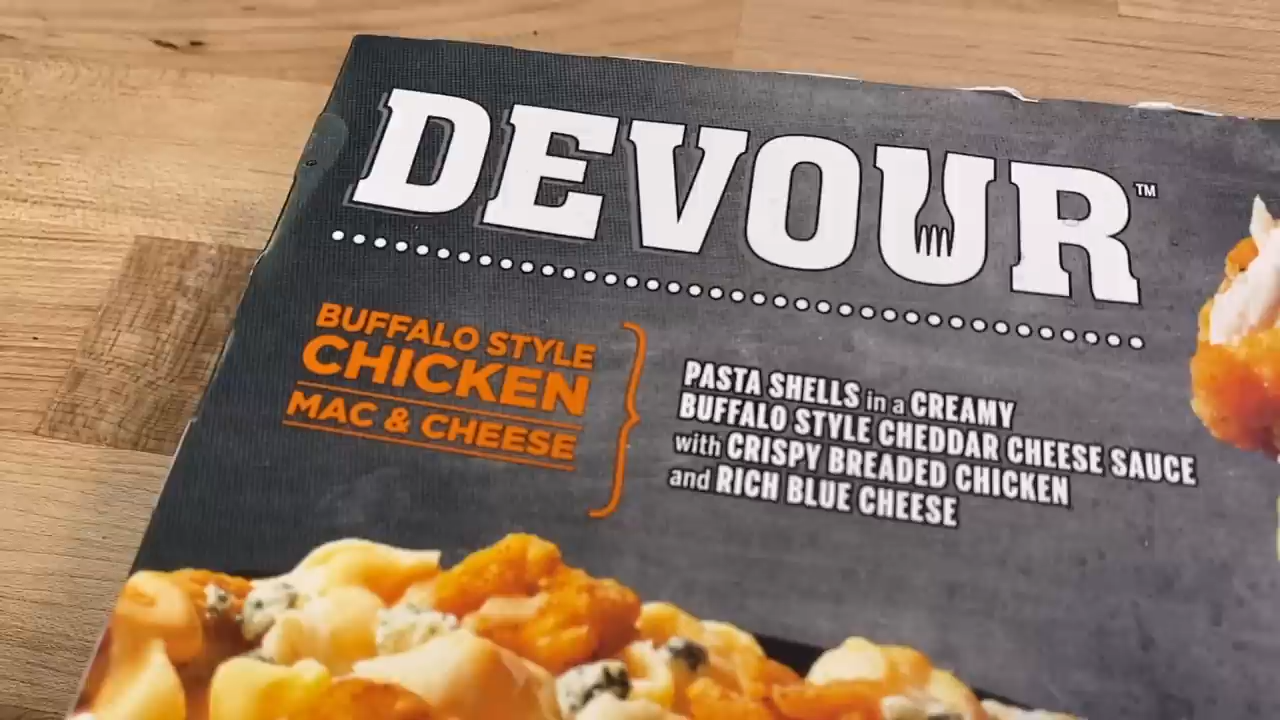 DEVOUR™
BUFFALO STYLE
CHICKEN
MAC & CHEESE
PASTA SHELLS in a CREAMY
BUFFALO STYLE CHEDDAR CHEESE SAUCE
with CRISPY BREADED CHICKEN
and RICH BLUE CHEESE